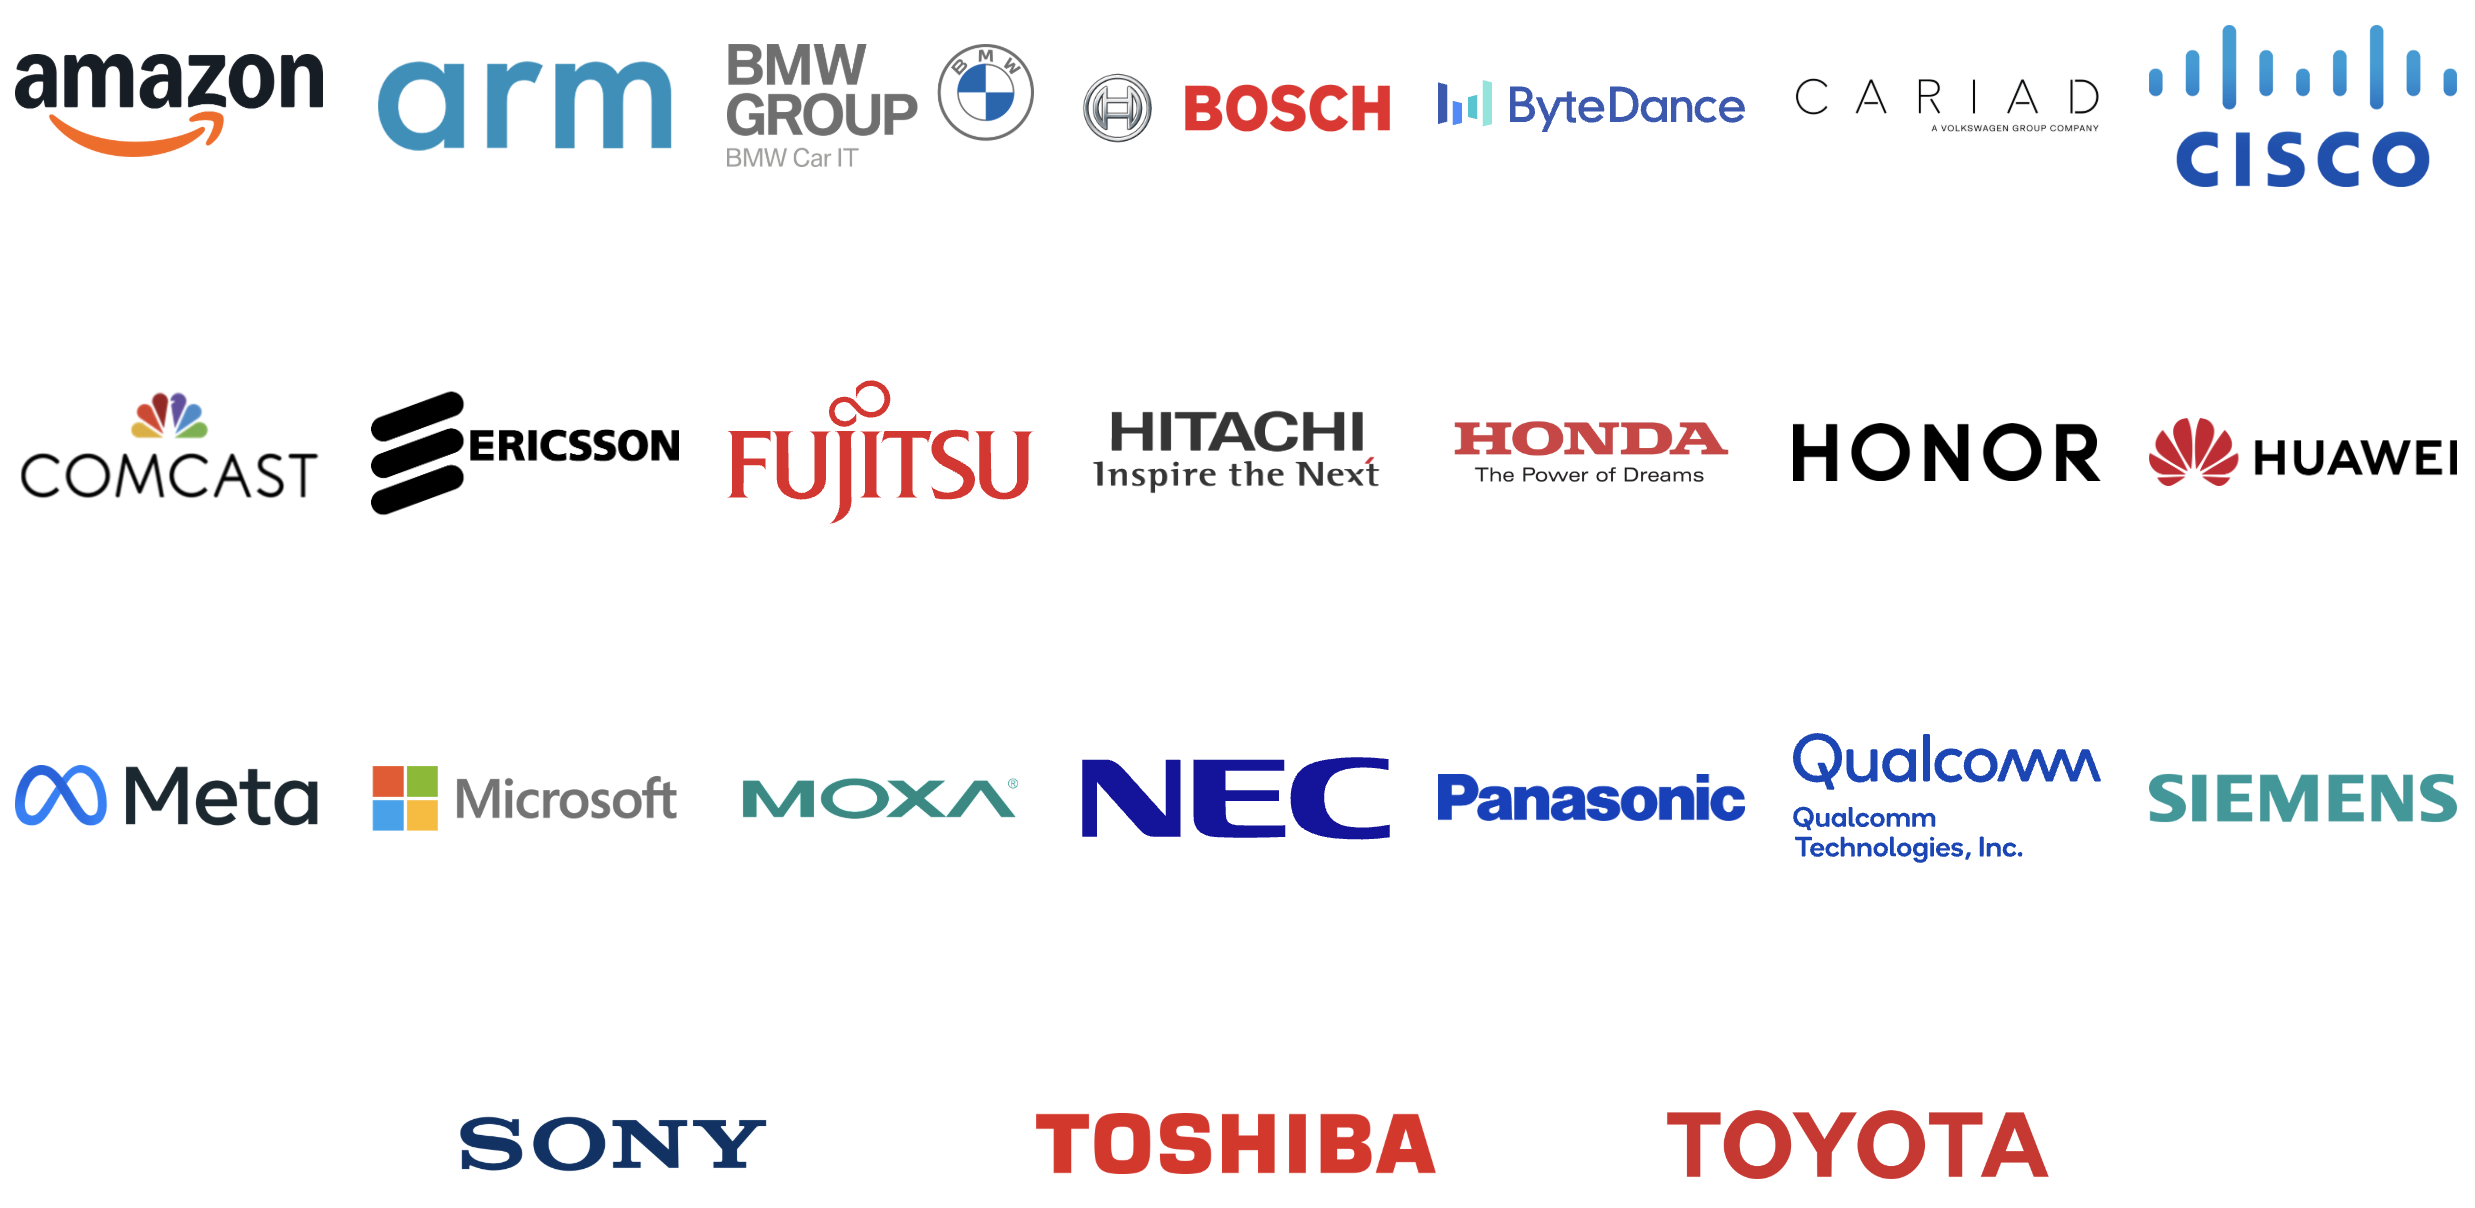 amazon
arm
BMW
GROUP
BMW Car IT
BMW
BOSCH
ByteDance
CARIAD
A VOLKSWAGEN GROUP COMPANY
CISCO
COMCAST
ERICSSON
FUJITSU
HITACHI
Inspire the Next
HONDA
The Power of Dreams
HONOR
HUAWEI
Meta
Microsoft
MOXA®
NEC
Panasonic
Qualcomm
Qualcomm
Technologies, Inc.
SIEMENS
SONY
TOSHIBA
TOYOTA